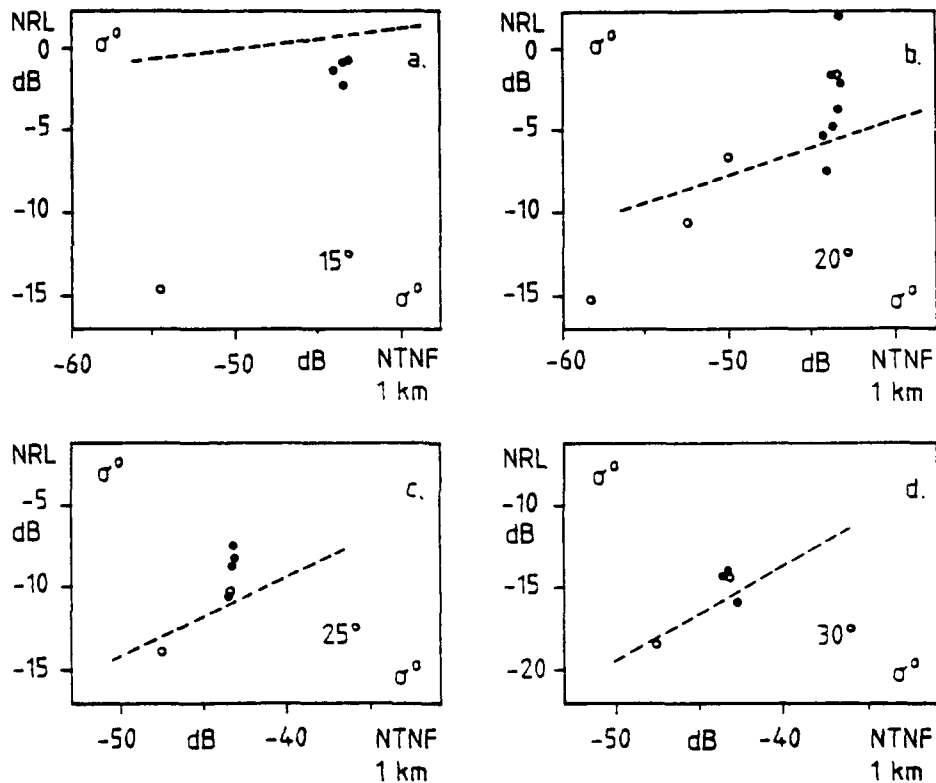 NRL
σ°
0
dB
-5
-10
-15
a.
15°
σ°
-60
-50
dB
NTNF
1 km
NRL
σ°
0
dB
-5
-10
-15
b.
20°
σ°
-60
-50
dB
NTNF
1 km
NRL
σ°
-5
dB
-10
-15
c.
25°
σ°
-50
dB
-40
NTNF
1 km
NRL
σ°
-10
dB
-15
-20
d.
30°
σ°
-50
dB
-40
NTNF
1 km